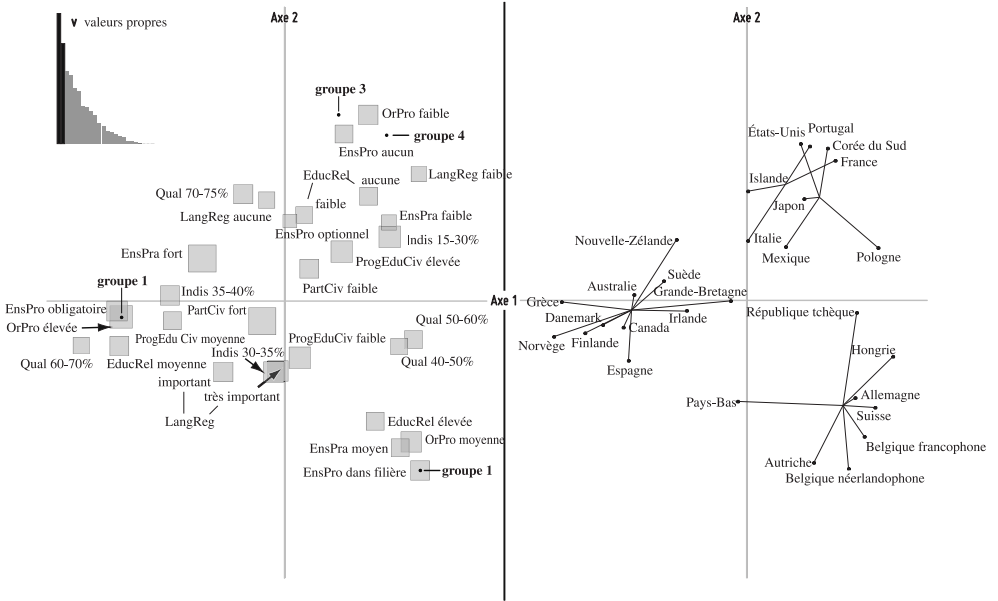 Axe 2
valeurs propres
groupe 3
OrPro faible
groupe 4
EnsPro aucun
EducRel aucune
LangReg faible
faible
Qual 70-75%
LangReg aucune
EnsPra faible
EnsPro optionnel
Indis 15-30%
EnsPra fort
ProgEduCiv élevée
groupe 1
PartCiv faible
Indis 35-40%
Axe 1
EnsPro obligatoire
PartCiv fort
OrPro élevée
Qual 50-60%
ProgEdu Civ moyenne
ProgEduCiv faible
Indis 30-35%
Qual 60-70%
EducRel moyenne
Qual 40-50%
important
très important
LangReg
EducRel élevée
OrPro moyenne
EnsPra moyen
EnsPro dans filière
groupe 1
Axe 2
États-Unis
Portugal
Corée du Sud
France
Islande
Japon
Nouvelle-Zélande
Italie
Mexique
Pologne
Suède
Australie
Grande-Bretagne
Grèce
Danemark
Irlande
République tchèque
Canada
Norvège
Finlande
Hongrie
Espagne
Allemagne
Pays-Bas
Suisse
Belgique francophone
Autriche
Belgique néerlandophone